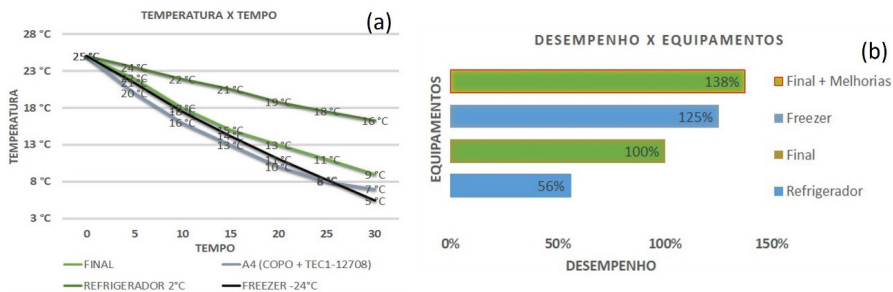 TEMPERATURA X TEMPO
(a)
28 °C
23 °C
18 °C
13 °C
8 °C
3 °C
TEMPERATURA
25 °C
24 °C
22 °C
21 °C
19 °C
18 °C
16 °C
20 °C
16 °C
13 °C
10 °C
8 °C
7 °C
15 °C
13 °C
11 °C
9 °C
14 °C
11 °C
5 °C
0 5 10 15 20 25 30
TEMPO
FINAL
A4 (COPO + TEC1-12708)
REFRIGERADOR 2°C
FREEZER -24°C
DESEMPENHO X EQUIPAMENTOS
(b)
EQUIPAMENTOS
138%
125%
100%
56%
0% 50% 100% 150%
DESEMPENHO
Final + Melhorias
Freezer
Final
Refrigerador